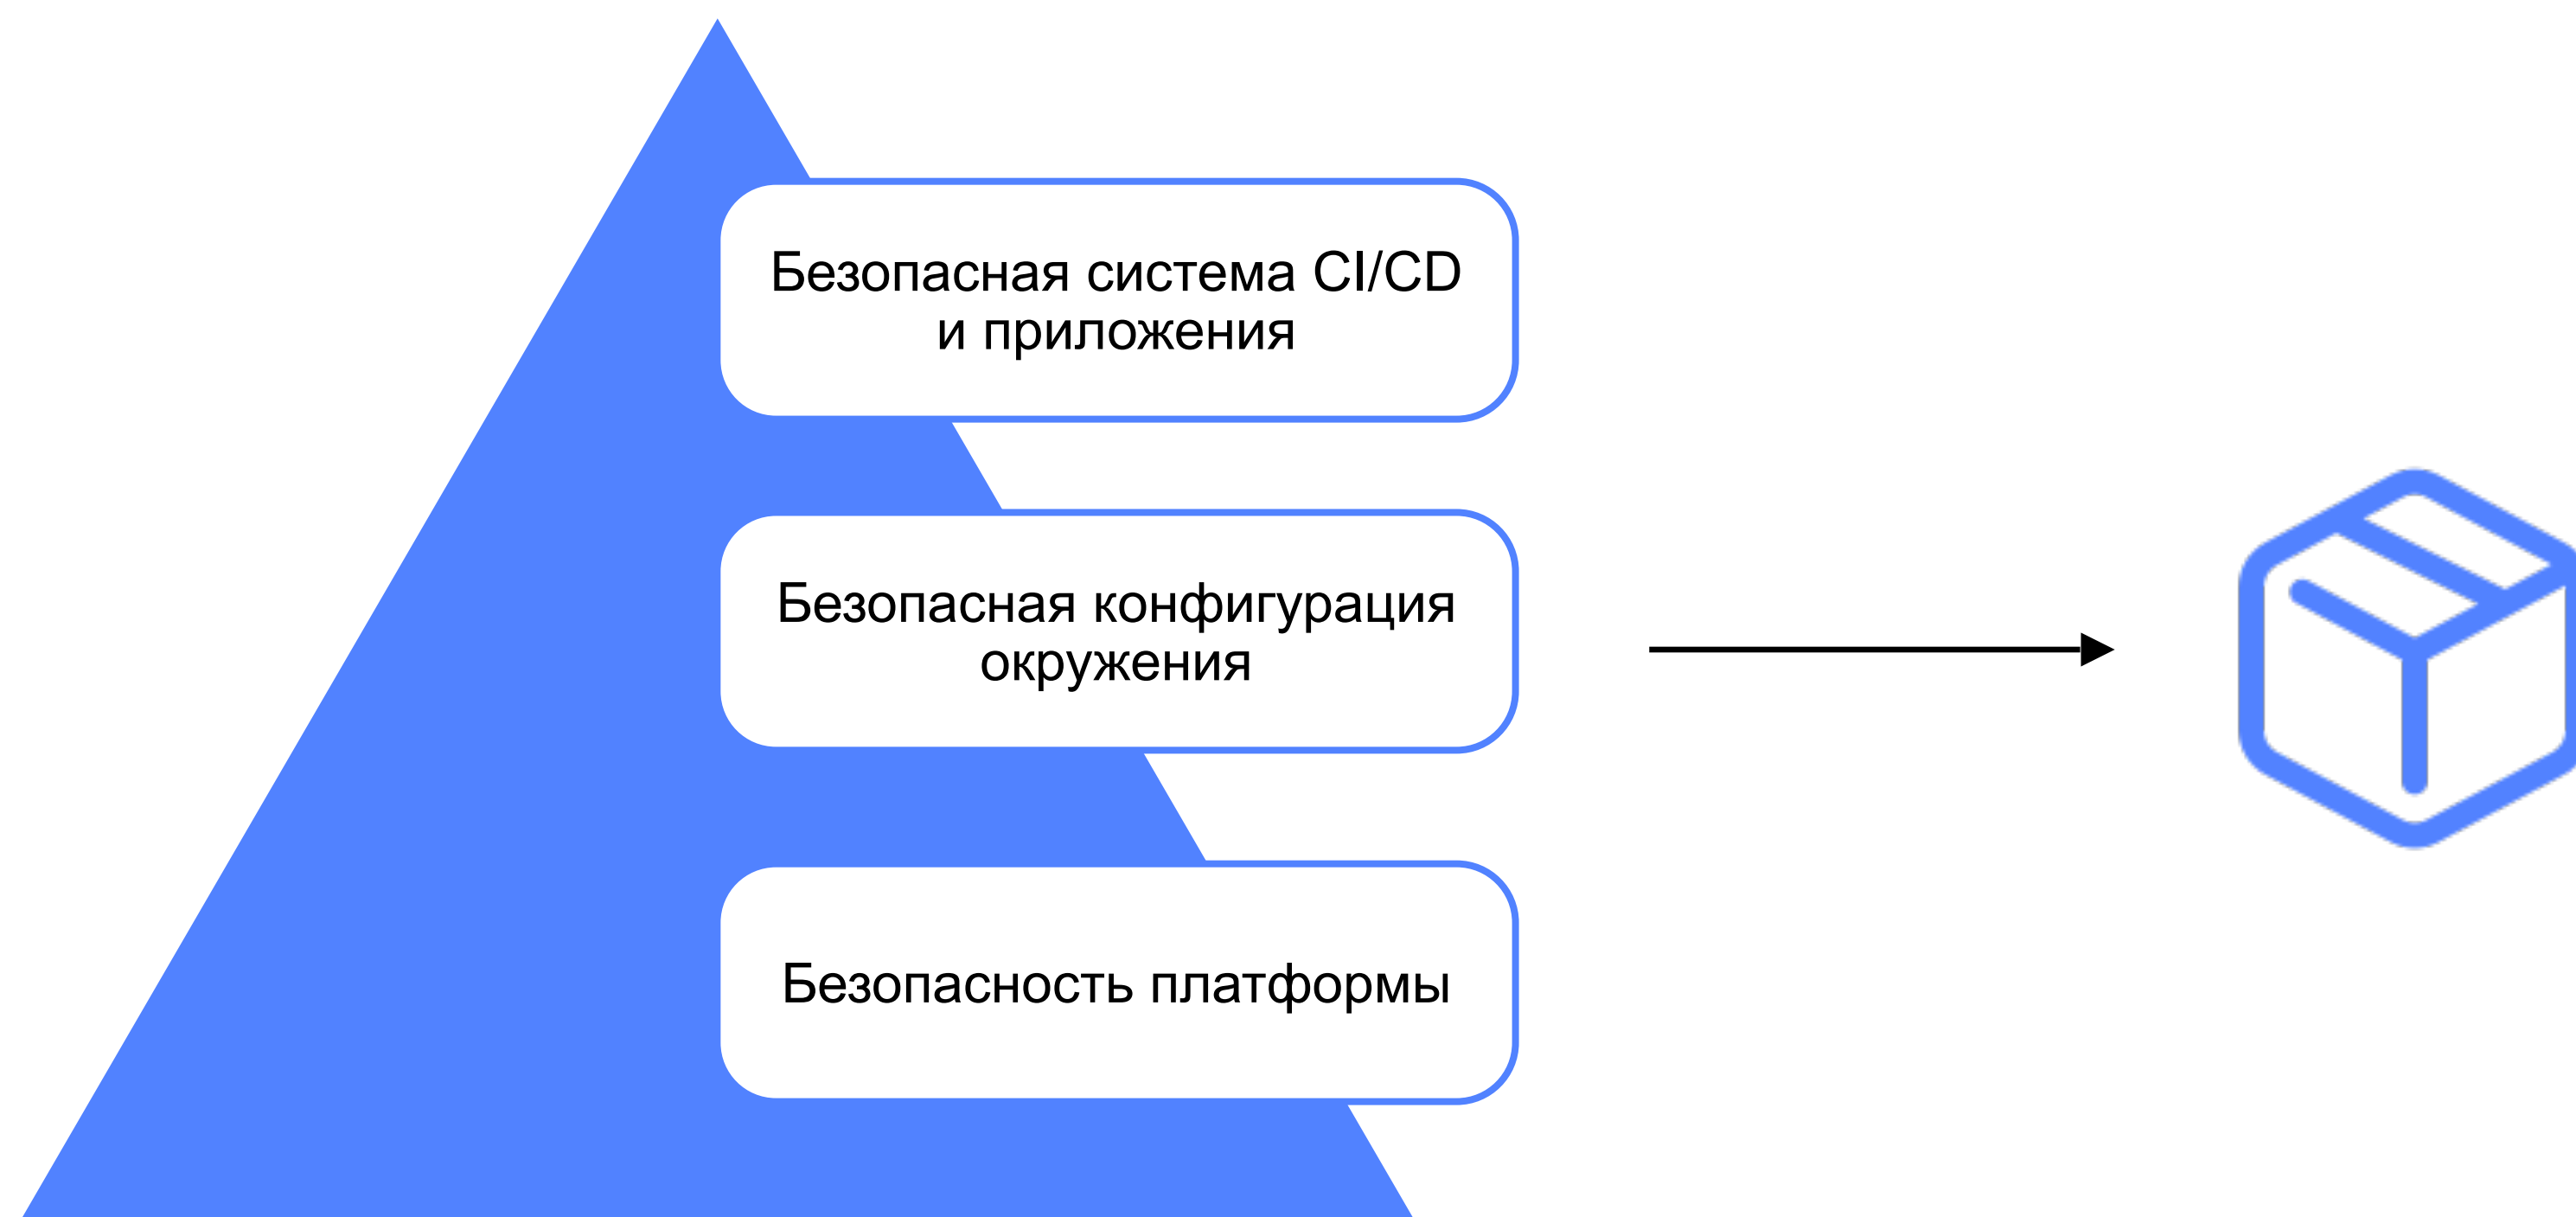 Безопасная система CI/CD
и приложения
Безопасная конфигурация
окружения
Безопасность платформы